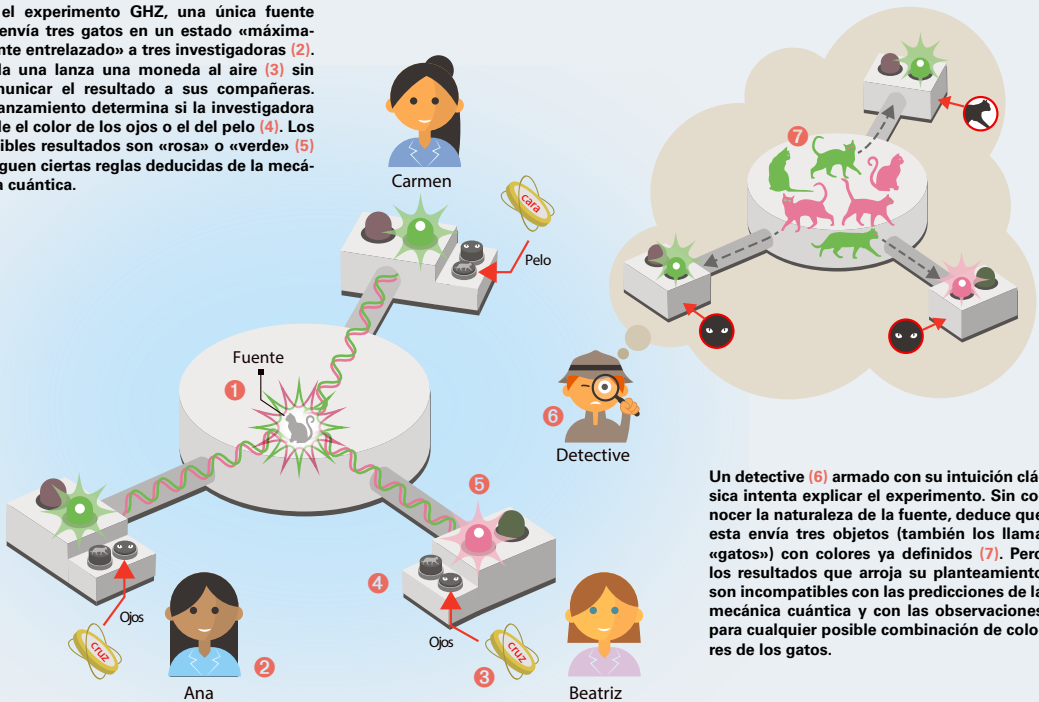 el experimento GHZ, una única fuente
envía tres gatos en un estado «máxima-
nte entrelazado» a tres investigadoras (2).
la una lanza una moneda al aire (3) sin
municar el resultado a sus compañeras.
lanzamiento determina si la investigadora
de el color de los ojos o el del pelo (4). Los
sibles resultados son «rosa» o «verde» (5)
iguen ciertas reglas deducidas de la mecá-
a cuántica.
Carmen
cara
Pelo
Fuente
1
7
6
Detective
5
4
Ojos
cruz
3
Beatriz
Ojos
cruz
2
Ana
Un detective (6) armado con su intuición clá-
sica intenta explicar el experimento. Sin co-
nocer la naturaleza de la fuente, deduce que
esta envía tres objetos (también los llama
«gatos») con colores ya definidos (7). Pero
los resultados que arroja su planteamiento
son incompatibles con las predicciones de la
mecánica cuántica y con las observaciones
para cualquier posible combinación de colo-
res de los gatos.